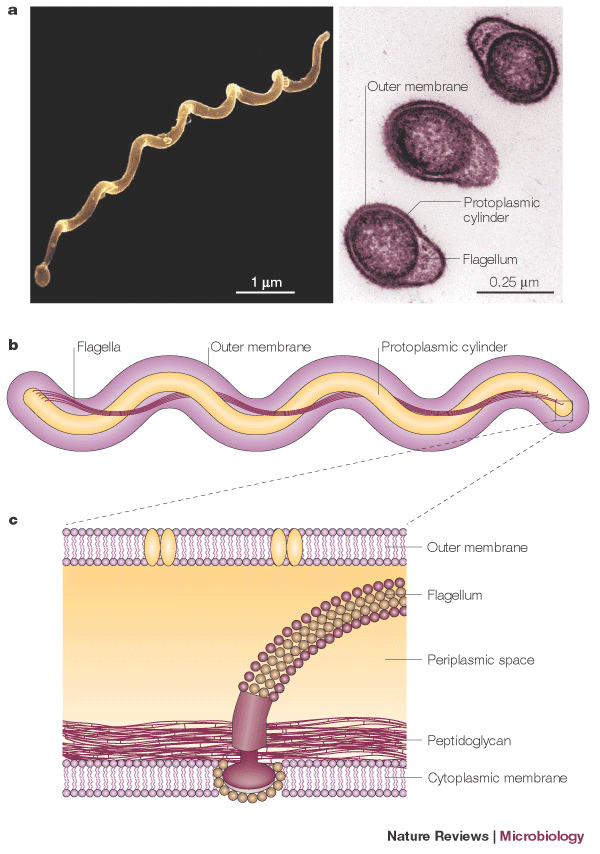 a
Outer membrane
Protoplasmic
cylinder
Flagellum
1 µm
0.25 µm
b
Flagella
Outer membrane
Protoplasmic cylinder
c
Outer membrane
Flagellum
Periplasmic space
Peptidoglycan
Cytoplasmic membrane
Nature Reviews | Microbiology